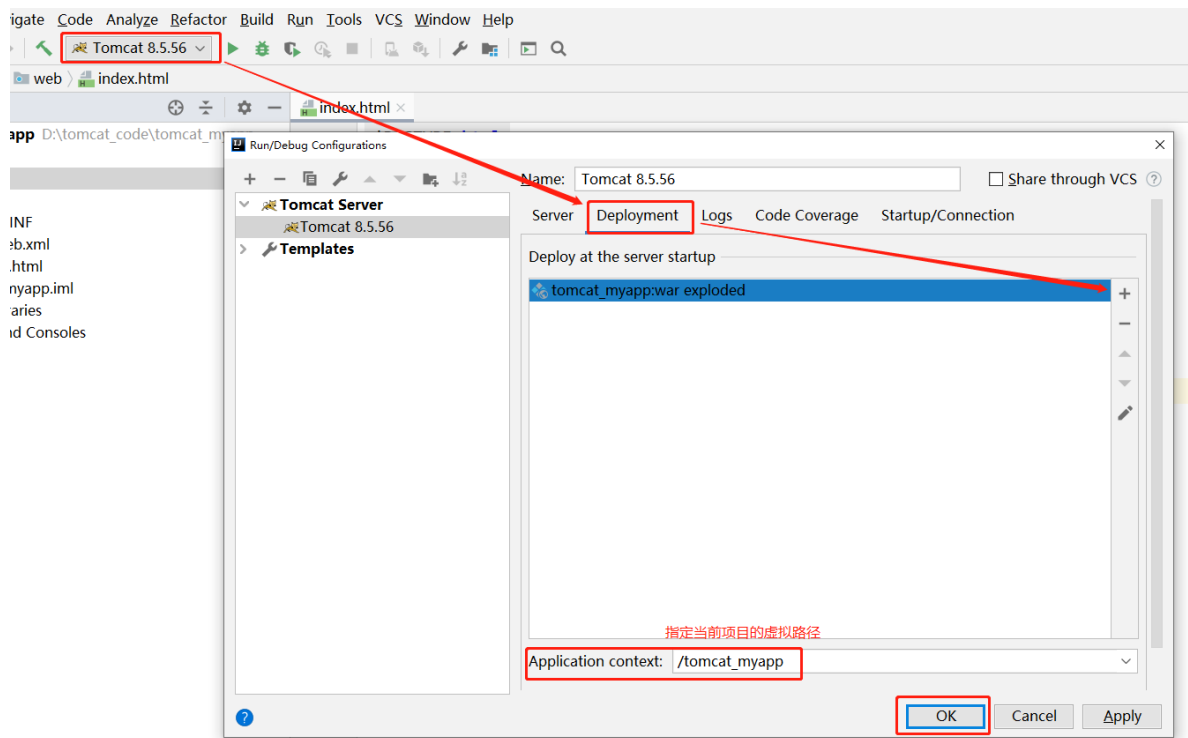 igate Code Analyze Refactor Build Run Tools VCS Window Help
Tomcat 8.5.56
web index.html
index.html
app D:\tomcat_code\tomcat_my
Run/Debug Configurations
Name: Tomcat 8.5.56 Share through VCS
Tomcat Server
Tomcat 8.5.56
Templates
Server Deployment Logs Code Coverage Startup/Connection
INF
eb.xml
.html
myapp.iml
raries
nd Consoles
Deploy at the server startup
tomcat_myapp:war exploded
指定当前项目的虚拟路径
Application context: /tomcat_myapp
OK Cancel Apply